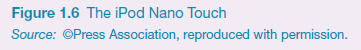 Figure 1.6 The iPod Nano Touch
Source: ©Press Association, reproduced with permission.